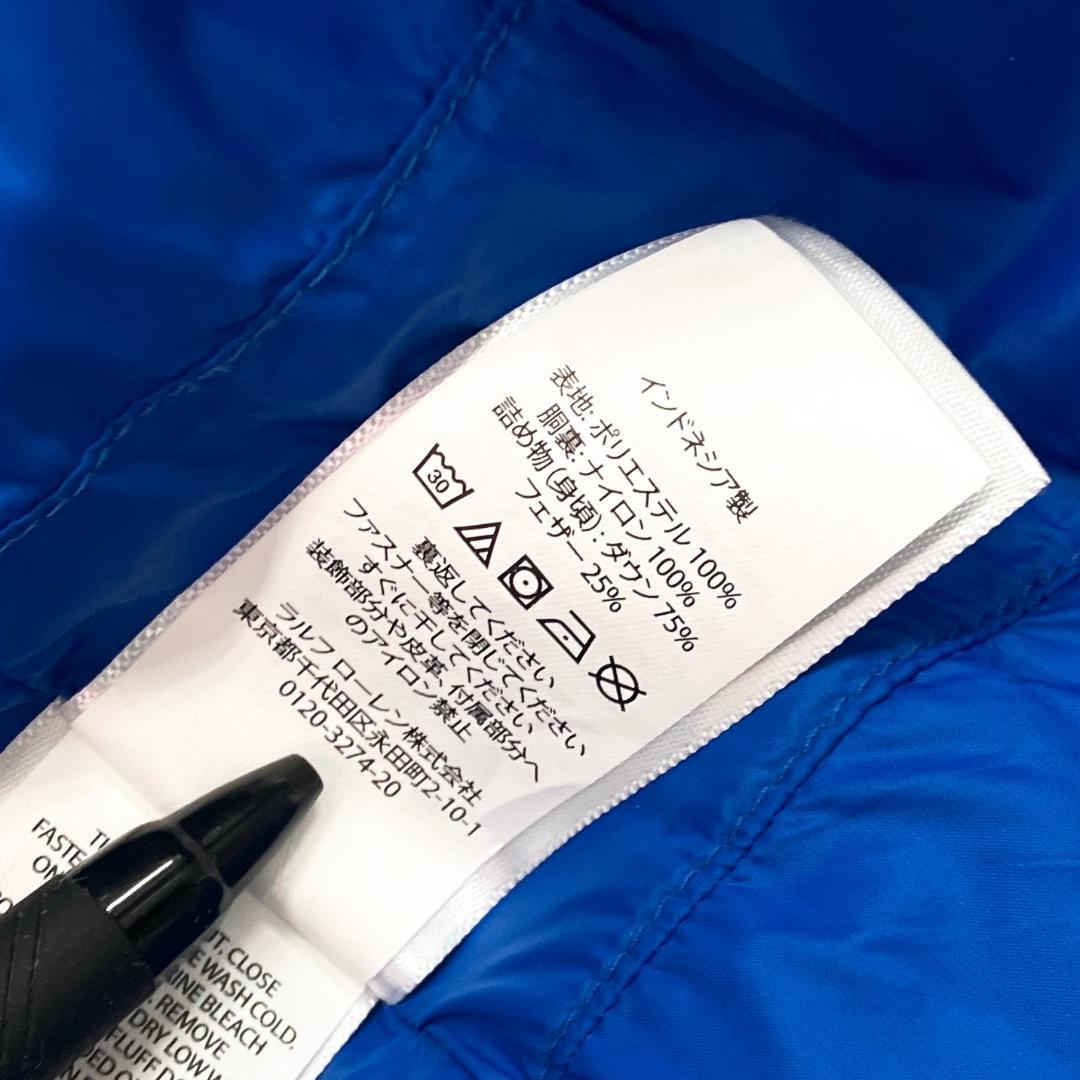 インドネシア製
表地: ポリエステル 100%
胴裏: ナイロン 100%
詰め物 (身頃): ダウン 75%
フェザー 25%
30
裏返してください
ファスナー等を閉じてください
すぐに干してください、
装飾部分や皮革、付属部分へ
のアイロン禁止
ラルフ ローレン株式会社
東京都千代田区永田町2-10-1
0120-3274-20
CLOSE
WASH COLD.
BLEACH
REMOVE
DRY LOW
FLUFF